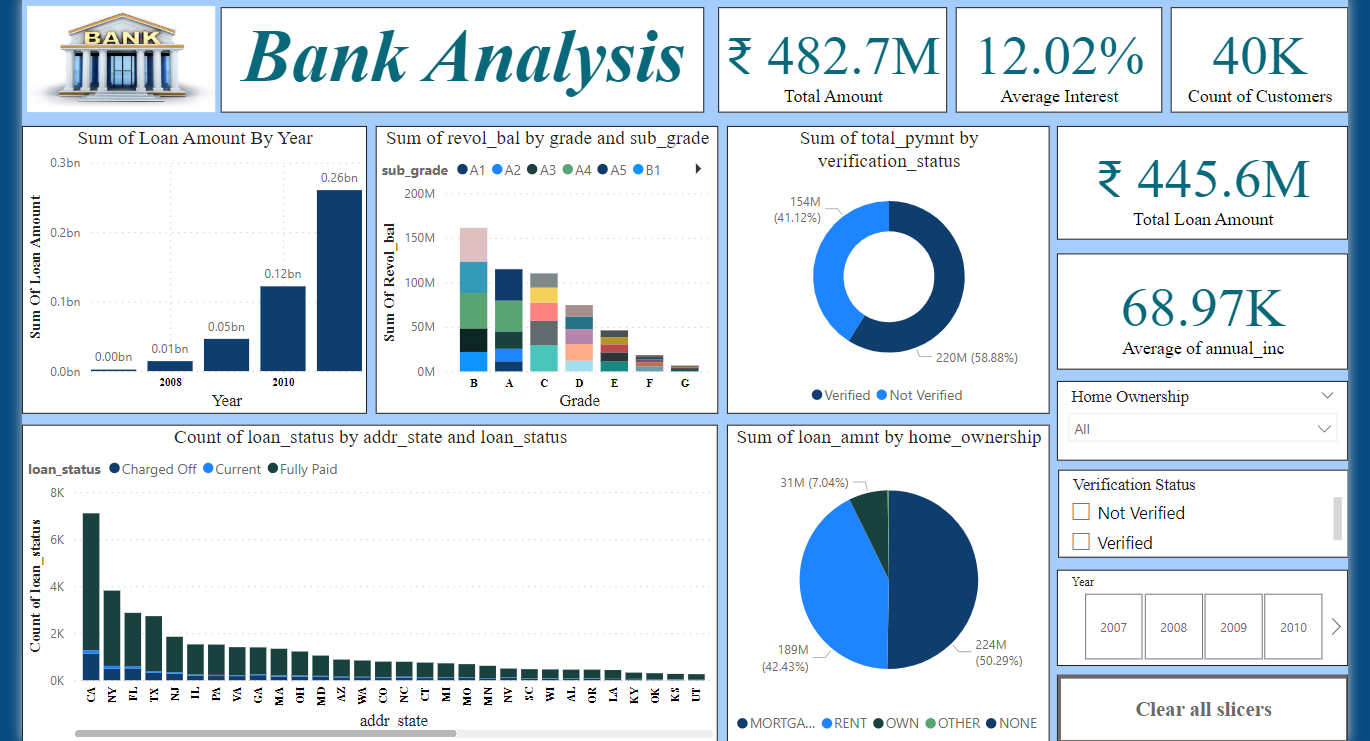 BANK
Bank Analysis
₹ 482.7M
Total Amount
12.02%
Average Interest
40K
Count of Customers
Sum of Loan Amount By Year
Sum Of Loan Amount
0.3bn
0.2bn
0.1bn
0.0bn
0.00bn
0.01bn
0.05bn
0.12bn
0.26bn
2008
2010
Year
Sum of revol_bal by grade and sub_grade
sub_grade A1 A2 A3 A4 A5 B1
Sum Of Revol_bal
200M
150M
100M
50M
0M
B A C D E F G
Grade
Sum of total_pymnt by
verification_status
154M
(41.12%)
220M (58.88%)
Verified Not Verified
₹ 445.6M
Total Loan Amount
68.97K
Average of annual_inc
Home Ownership
All
Verification Status
Not Verified
Verified
Year
2007 2008 2009 2010
Clear all slicers
Count of loan_status by addr_state and loan_status
loan_status Charged Off Current Fully Paid
Count of loan_status
8K
6K
4K
2K
0K
CA NY FL TX NJ IL PA VA GA MA OH MD AZ WA CO NC CT MI MO MN NV SC WI AL OR LA KY OK KS UT
addr_state
Sum of loan_amnt by home_ownership
31M (7.04%)
189M
(42.43%)
224M
(50.29%)
MORTGA... RENT OWN OTHER NONE